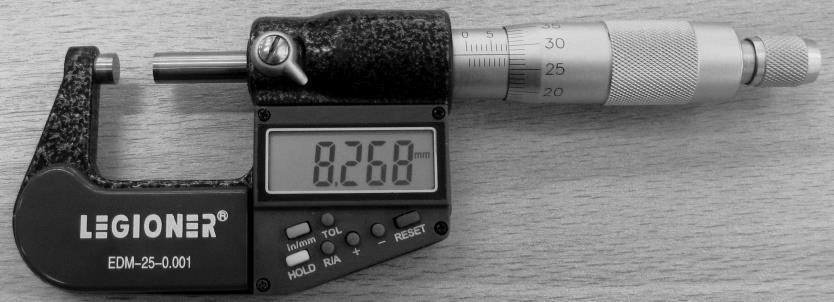 0 5
35
30
25
20
8.268 mm
LEGIONER®
EDM-25-0.001
in/mm TOL
HOLD R/A + − RESET